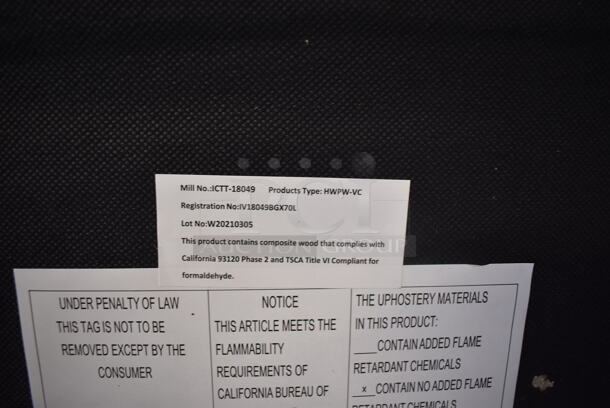 Mill No.:ICTT-18049 Products Type: HWPW-VC
Registration No:IV18049BGX70L
Lot No:W20210305
This product contains composite wood that complies with
California 93120 Phase 2 and TSCA Title VI Compliant for
formaldehyde.
UNDER PENALTY OF LAW
THIS TAG IS NOT TO BE
REMOVED EXCEPT BY THE
CONSUMER
NOTICE
THIS ARTICLE MEETS THE
FLAMMABILITY
REQUIREMENTS OF
CALIFORNIA BUREAU OF
THE UPHOSTERY MATERIALS
IN THIS PRODUCT:
____CONTAIN ADDED FLAME
RETARDANT CHEMICALS
__x_CONTAIN NO ADDED FLAME
RETARDANT CHEMICALS